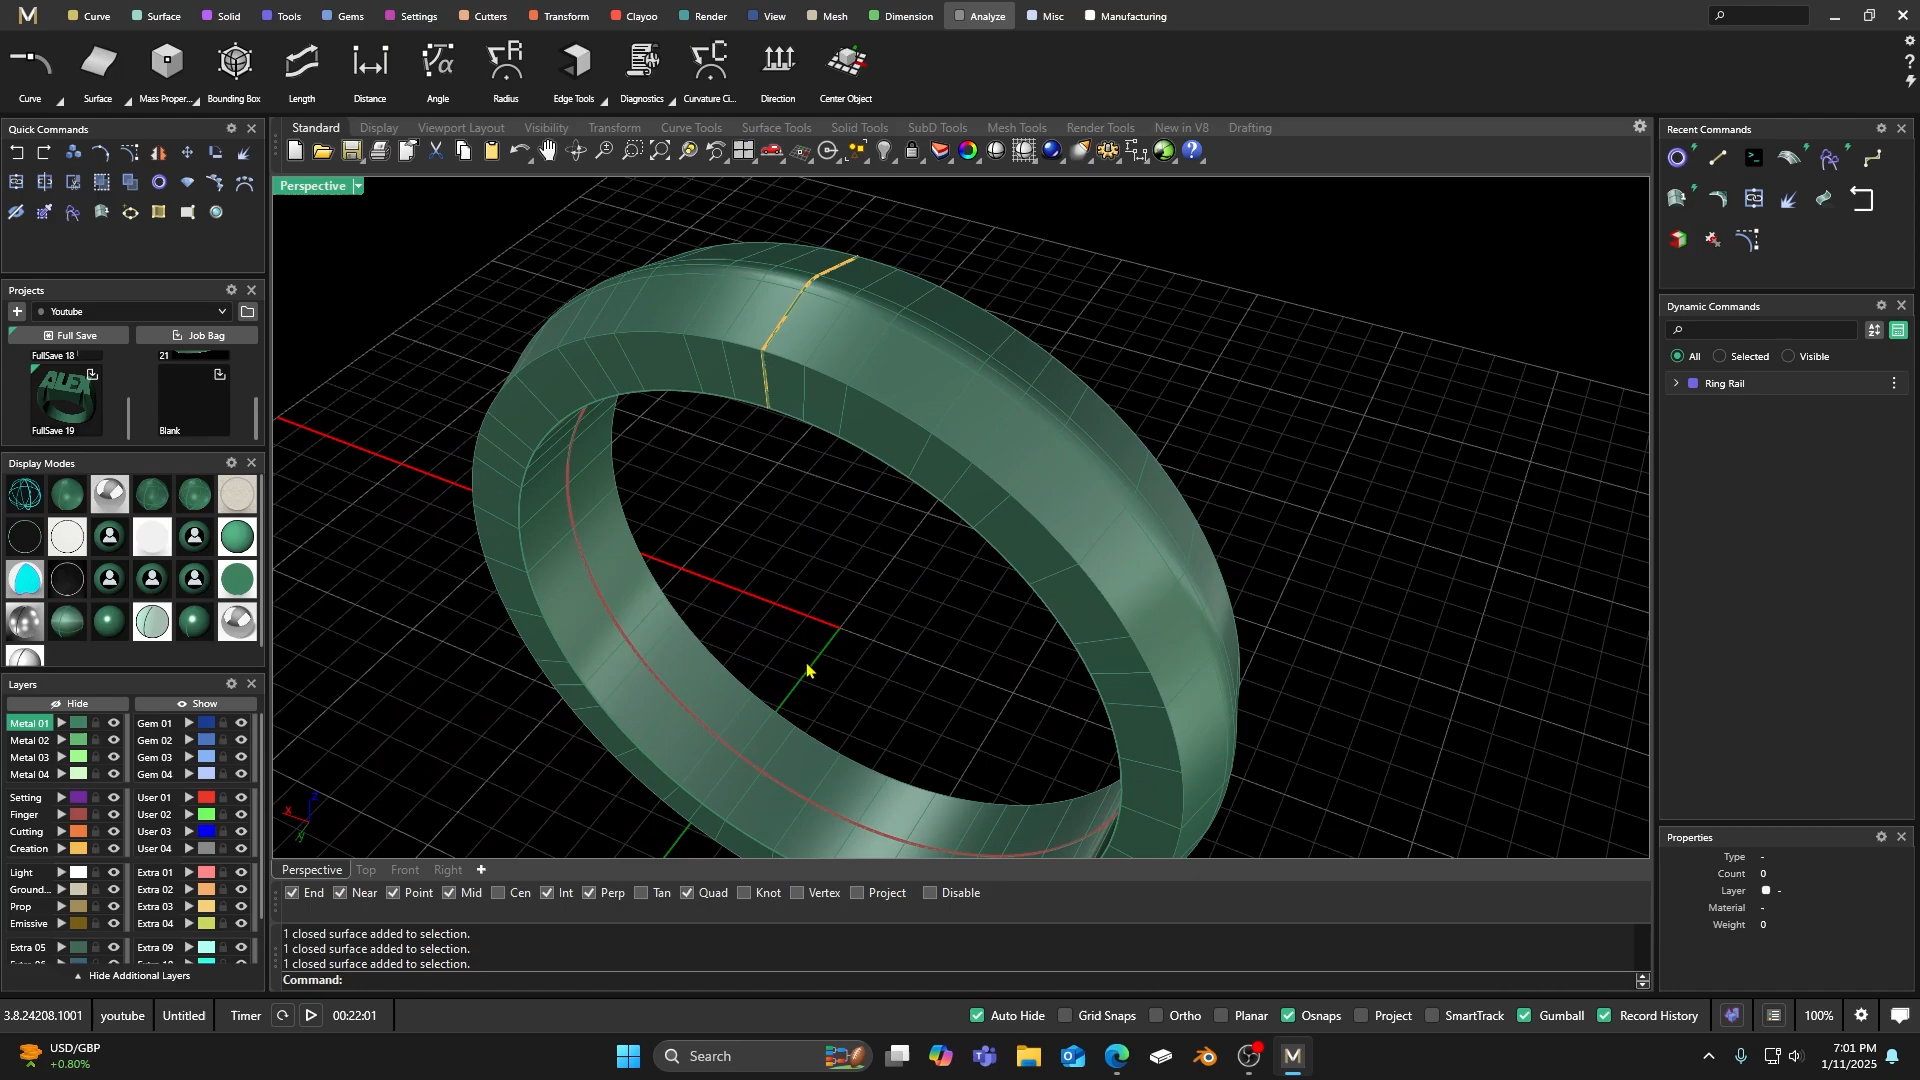 Curve Surface Solid Tools Gems Settings Cutters Transform Clayoo Render View Mesh Dimension Analyze Misc Manufacturing
Curve Surface Mass Proper... Bounding Box Length Distance Angle Radius Edge Tools Diagnostics Curvature Ci... Direction Center Object
Quick Commands
Standard Display Viewport Layout Visibility Transform Curve Tools Surface Tools Solid Tools SubD Tools Mesh Tools Render Tools New in V8 Drafting
Recent Commands
Perspective
Projects
Youtube
Full Save Job Bag
FullSave 18 21
FullSave 19 Blank
Dynamic Commands
All Selected Visible
Ring Rail
Display Modes
Layers
Hide Show
Metal 01 Gem 01
Metal 02 Gem 02
Metal 03 Gem 03
Metal 04 Gem 04
Setting User 01
Finger User 02
Cutting User 03
Creation User 04
Light Extra 01
Ground... Extra 02
Prop Extra 03
Emissive Extra 04
Extra 05 Extra 09
Hide Additional Layers
x y z
Perspective Top Front Right
End Near Point Mid Cen Int Perp Tan Quad Knot Vertex Project Disable
1 closed surface added to selection.
1 closed surface added to selection.
1 closed surface added to selection.
Command:
Properties
Type -
Count 0
Layer -
Material -
Weight 0
3.8.24208.1001 youtube Untitled Timer 00:22:01 Auto Hide Grid Snaps Ortho Planar Osnaps Project SmartTrack Gumball Record History 100%
USD/GBP
+0.80%
Search
7:01 PM
1/11/2025